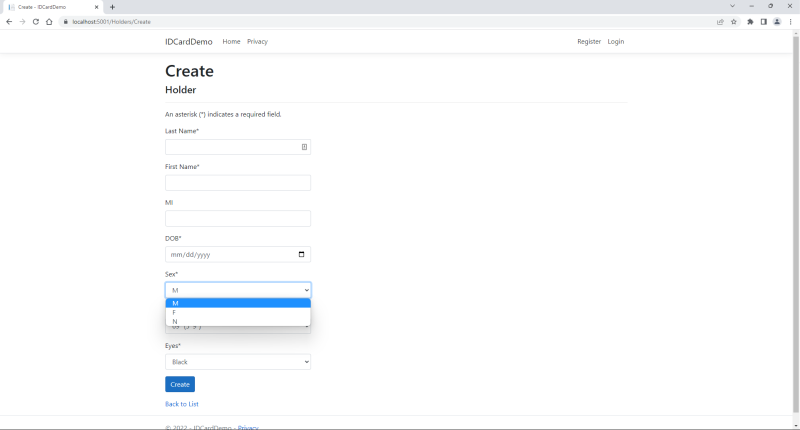 Create - IDCardDemo
localhost:5001/Holders/Create
IDCardDemo Home Privacy Register Login
Create
Holder
An asterisk (*) indicates a required field.
Last Name*
First Name*
MI
DOB*
mm/dd/yyyy
Sex*
M
M
F
N
Eyes*
Black
Create
Back to List
© 2022 - IDCardDemo - Privacy